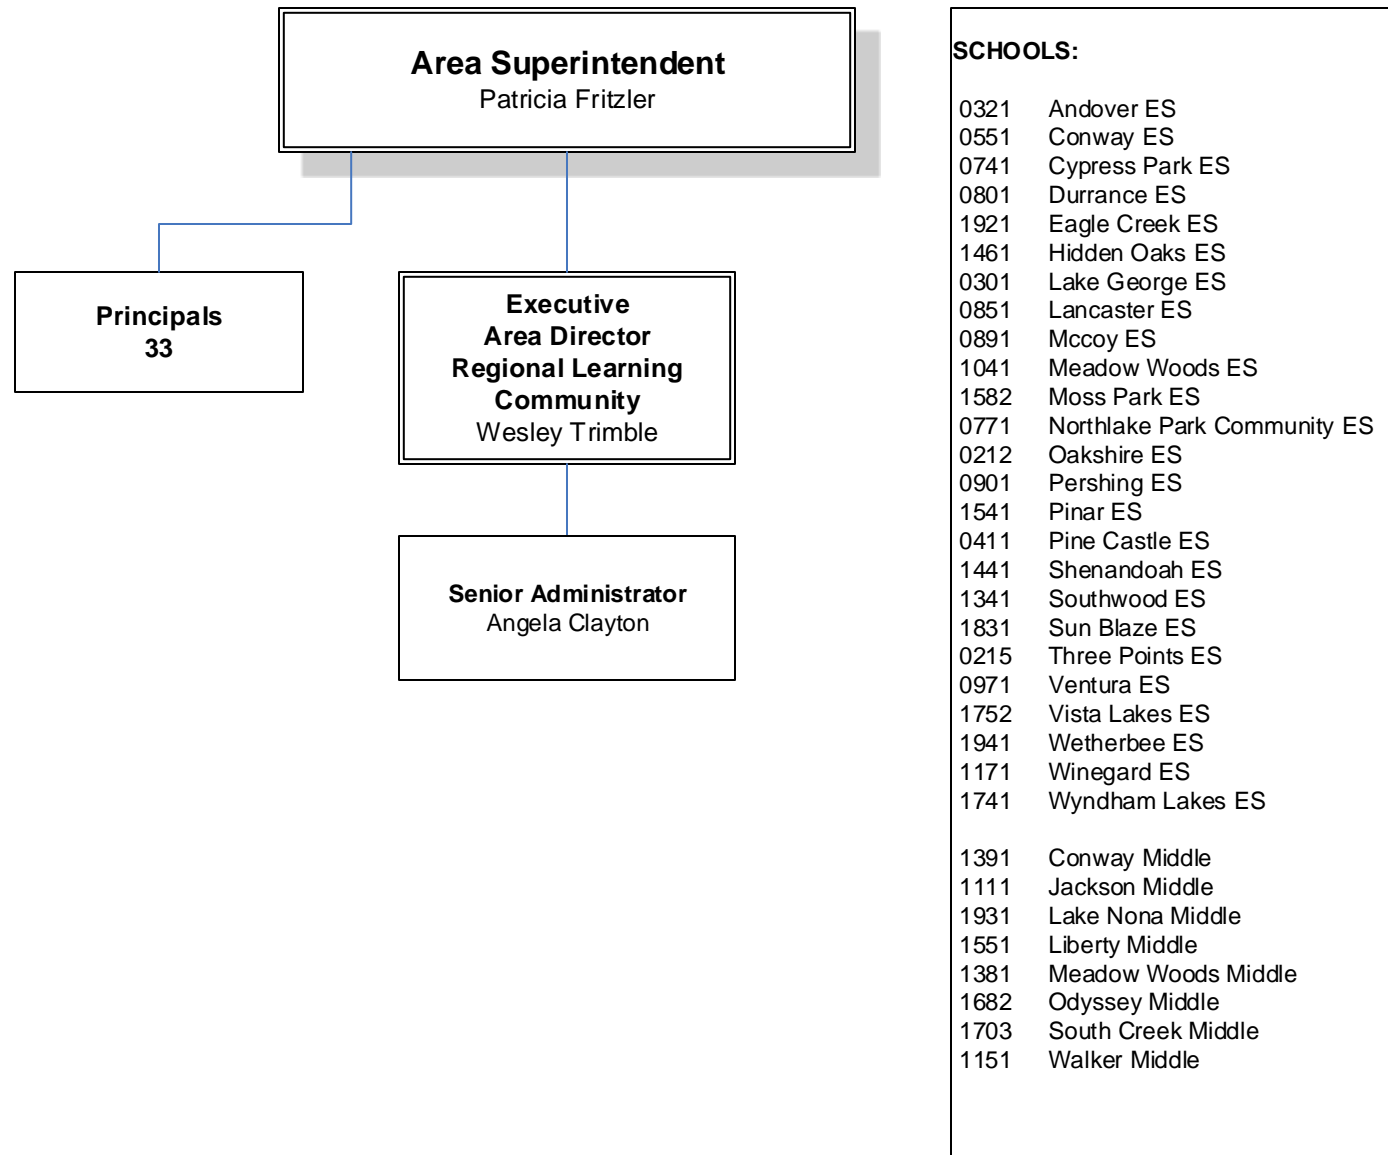 Area Superintendent
Patricia Fritzler
Principals
33
Executive
Area Director
Regional Learning
Community
Wesley Trimble
Senior Administrator
Angela Clayton
SCHOOLS:
0321 Andover ES
0551 Conway ES
0741 Cypress Park ES
0801 Durrance ES
1921 Eagle Creek ES
1461 Hidden Oaks ES
0301 Lake George ES
0851 Lancaster ES
0891 Mccoy ES
1041 Meadow Woods ES
1582 Moss Park ES
0771 Northlake Park Community ES
0212 Oakshire ES
0901 Pershing ES
1541 Pinar ES
0411 Pine Castle ES
1441 Shenandoah ES
1341 Southwood ES
1831 Sun Blaze ES
0215 Three Points ES
0971 Ventura ES
1752 Vista Lakes ES
1941 Wetherbee ES
1171 Winegard ES
1741 Wyndham Lakes ES
1391 Conway Middle
1111 Jackson Middle
1931 Lake Nona Middle
1551 Liberty Middle
1381 Meadow Woods Middle
1682 Odyssey Middle
1703 South Creek Middle
1151 Walker Middle